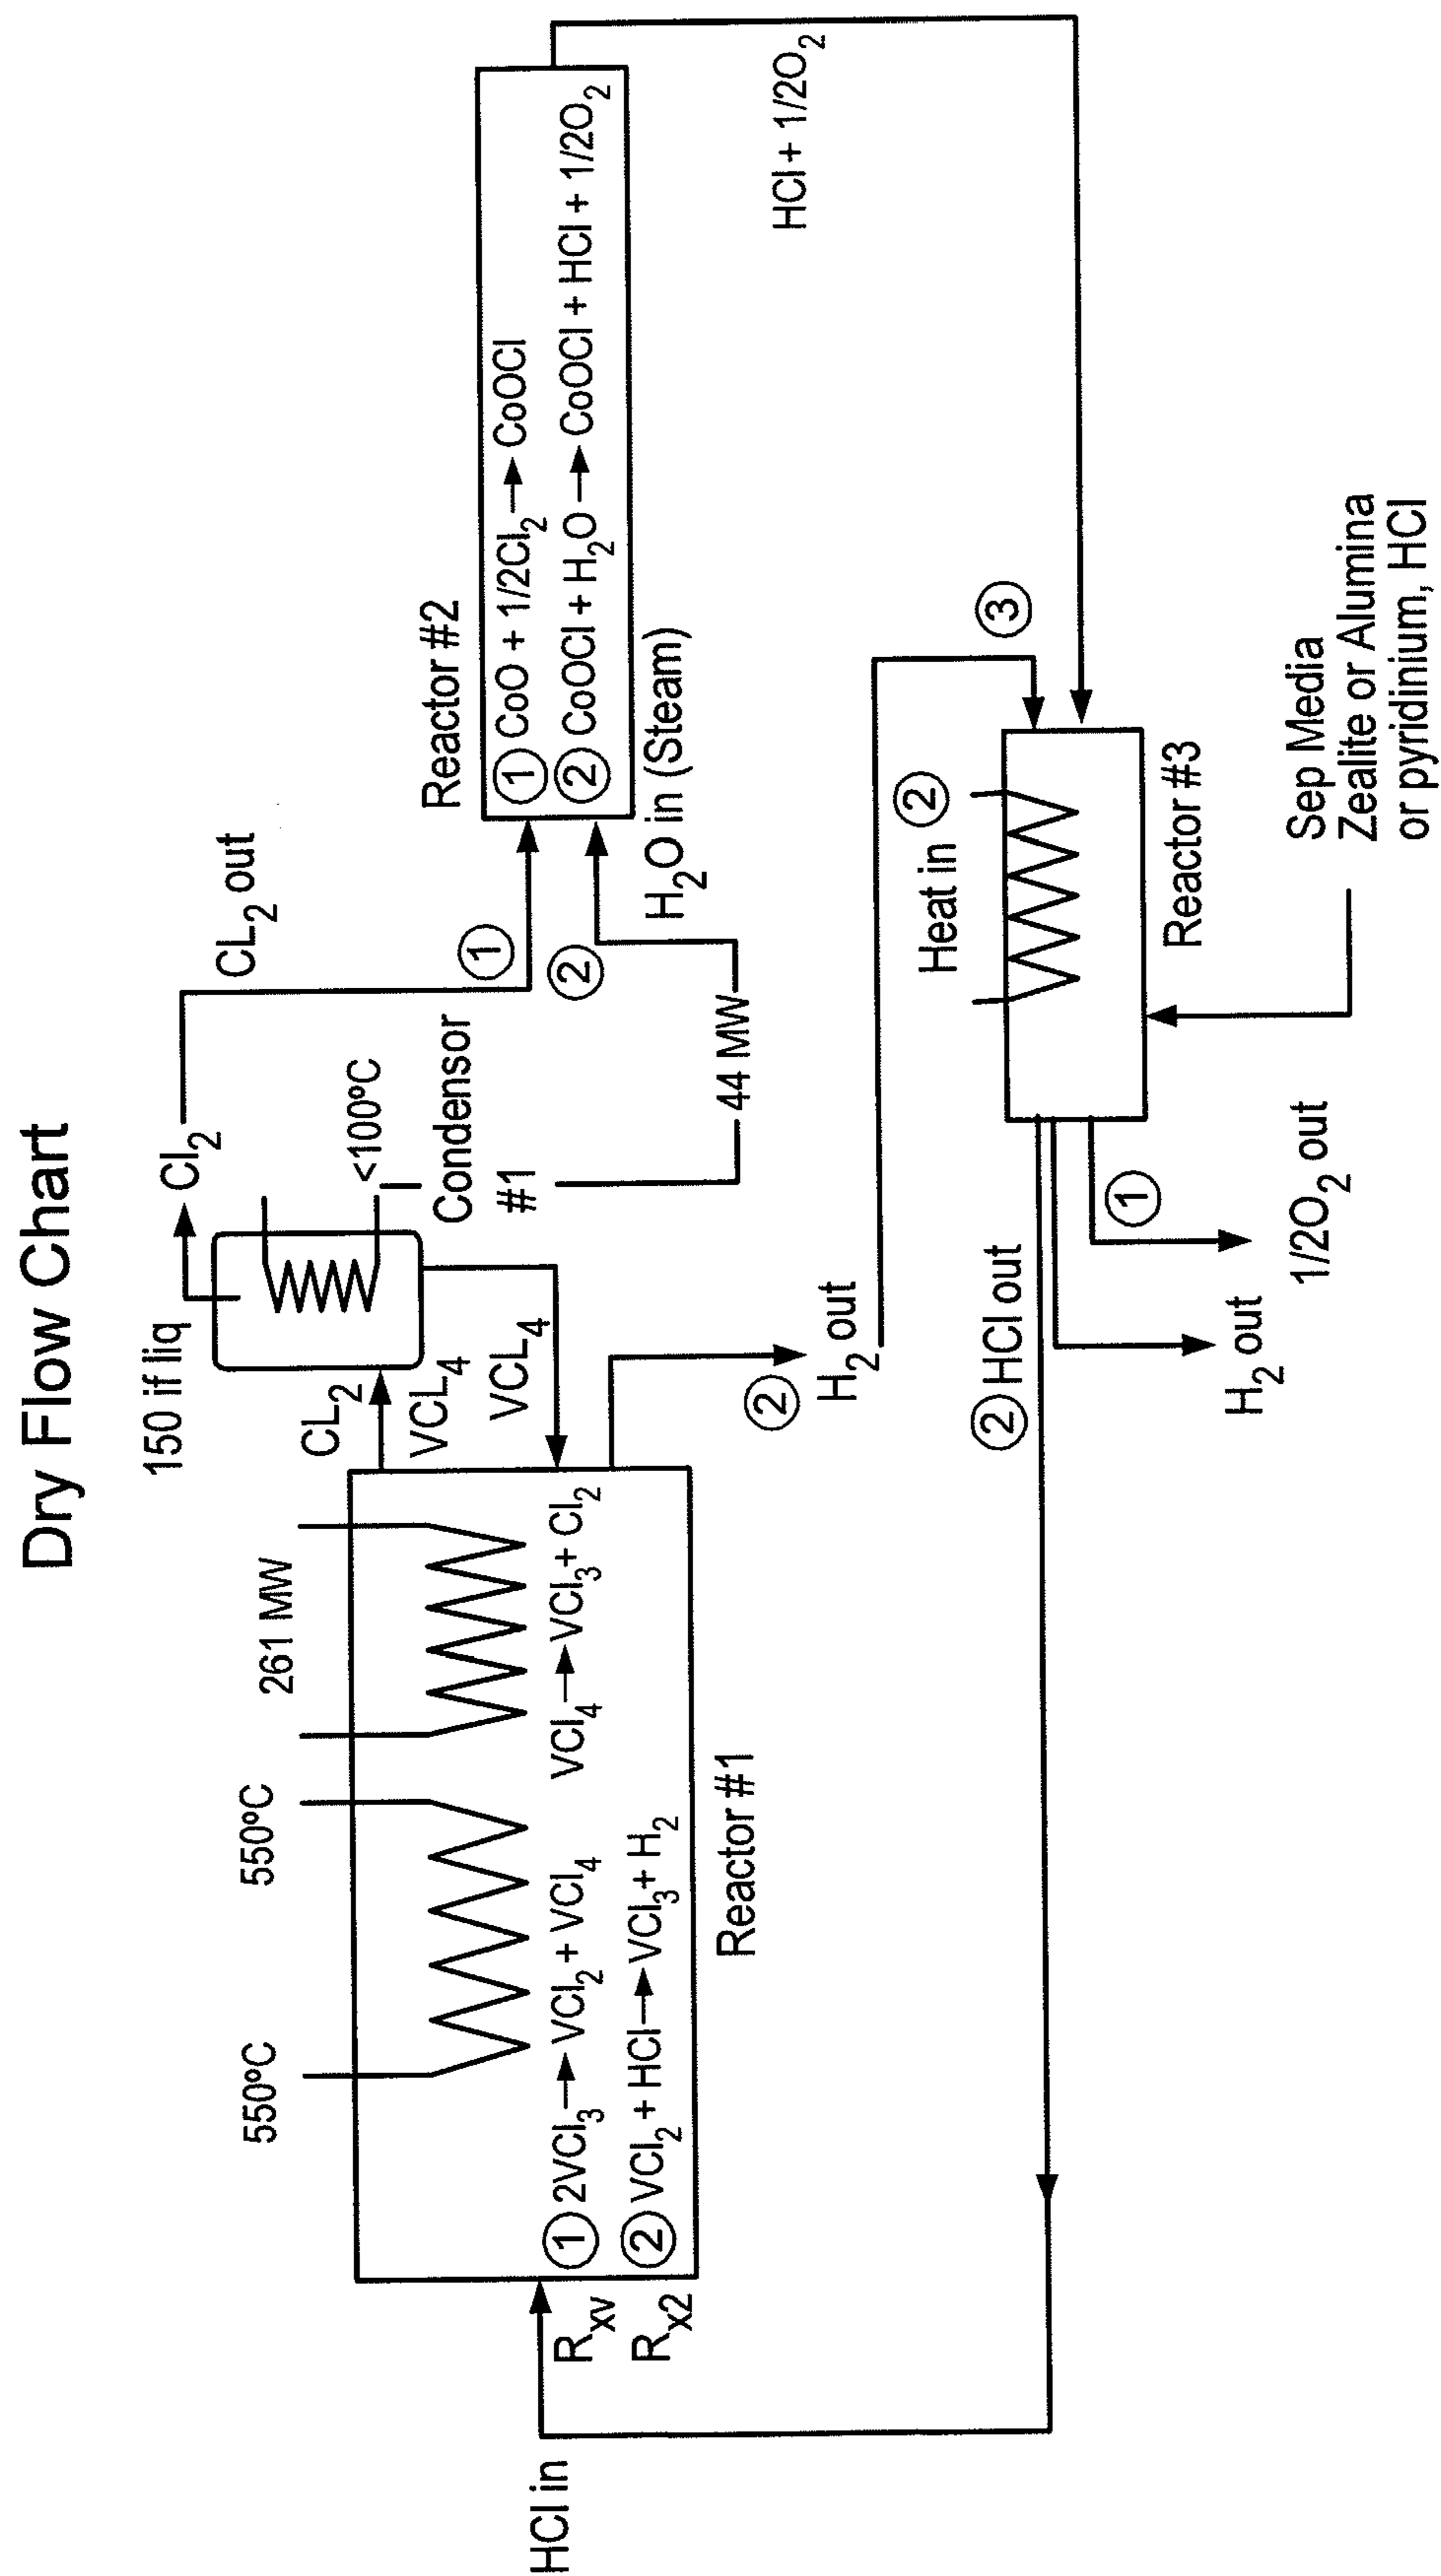 Dry Flow Chart
150 if liq
Cl₂
CL₂ out
<100ºC
Condensor
#1
CL₂
VCL₄
VCL₄
550ºC
550ºC
261 MW
① 2VCl₃→VCl₂ + VCl₄
VCl₄→VCl₃+ Cl₂
② VCl₂ + HCl→VCl₃+ H₂
Reactor #1
HCl in
Rxv
Rx2
44 MW
①
②
Reactor #2
① CoO + 1/2Cl₂→CoOCl
② CoOCl + H₂O→CoOCl + HCl + 1/2O₂
H₂O in (Steam)
HCl + 1/2O₂
② H₂ out
③
Heat in ②
Reactor #3
② HCl out
①
H₂ out
1/2O₂ out
Sep Media
Zealite or Alumina
or pyridinium, HCl